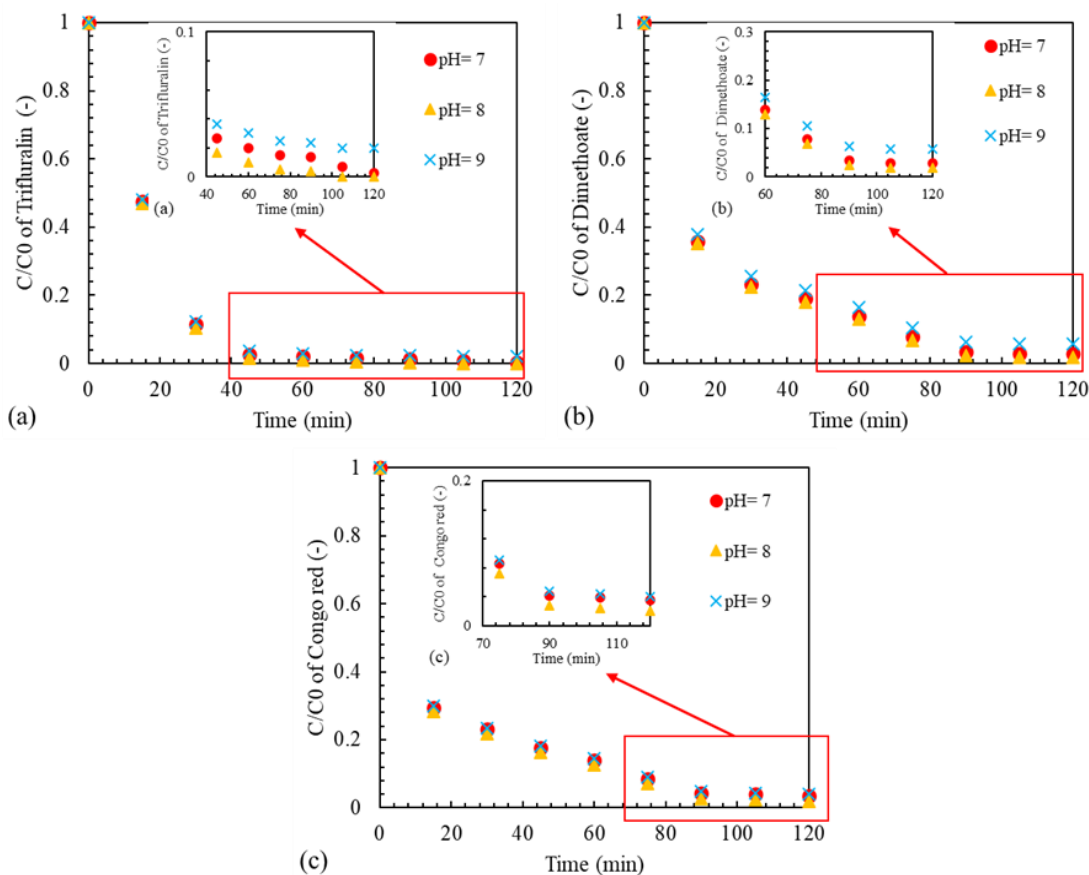 C/C0 of Trifluralin (-)
1
0.8
0.6
0.4
0.2
0
0 20 40 60 80 100 120
Time (min)
(a)
C/C0 of Trifluralin (-)
0.1
0
40 60 80 100 120
Time (min)
(a)
pH= 7
pH= 8
pH= 9
C/C0 of Dimethoate (-)
1
0.8
0.6
0.4
0.2
0
0 20 40 60 80 100 120
Time (min)
(b)
C/C0 of Dimethoate (-)
0.3
0.2
0.1
0
60 80 100 120
Time (min)
(b)
pH= 7
pH= 8
pH= 9
C/C0 of Congo red (-)
1
0.8
0.6
0.4
0.2
0
0 20 40 60 80 100 120
Time (min)
(c)
C/C0 of Congo red (-)
0.2
0
70 90 110
Time (min)
(c)
pH= 7
pH= 8
pH= 9